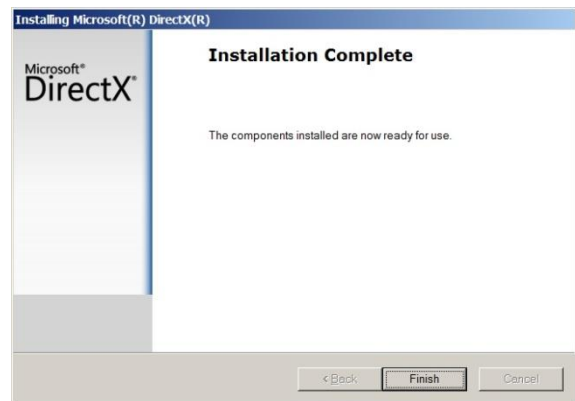 Installing Microsoft(R) DirectX(R)
Installation Complete
Microsoft®
DirectX®
The components installed are now ready for use.
< Back Finish Cancel